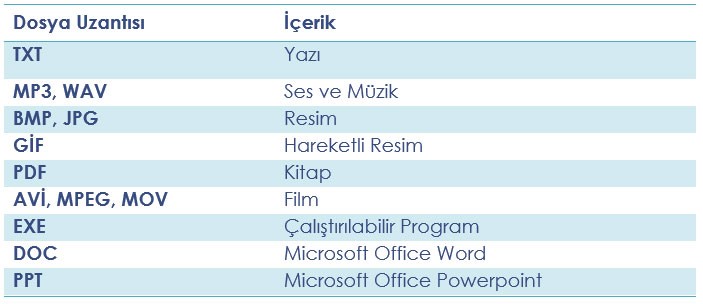 Dosya Uzantısı İçerik
TXT Yazı
MP3, WAV Ses ve Müzik
BMP, JPG Resim
GİF Hareketli Resim
PDF Kitap
AVİ, MPEG, MOV Film
EXE Çalıştırılabilir Program
DOC Microsoft Office Word
PPT Microsoft Office Powerpoint